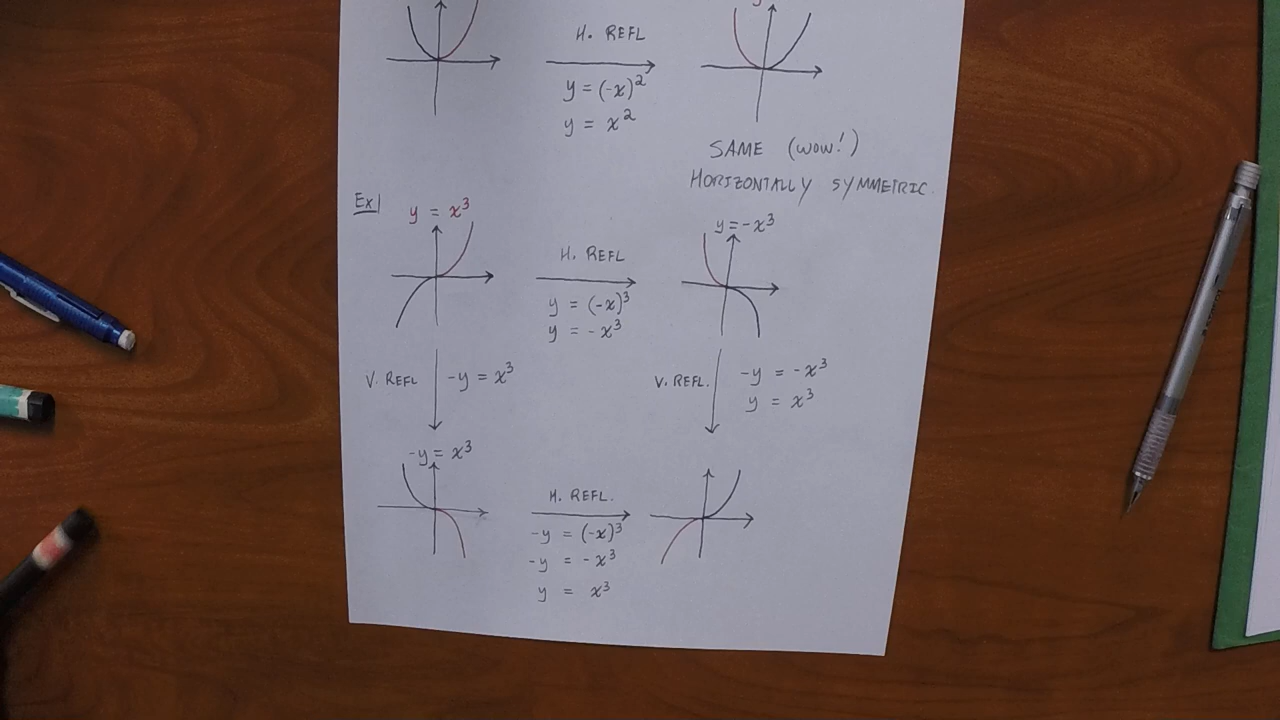 H. REFL
y = (-x)²
y = x²
SAME (WOW!)
HORIZONTALLY SYMMETRIC.
Ex1 y = x³
y = -x³
H. REFL
y = (-x)³
y = -x³
V. REFL -y = x³
V. REFL. -y = -x³
y = x³
-y = x³
H. REFL.
-y = (-x)³
-y = -x³
y = x³